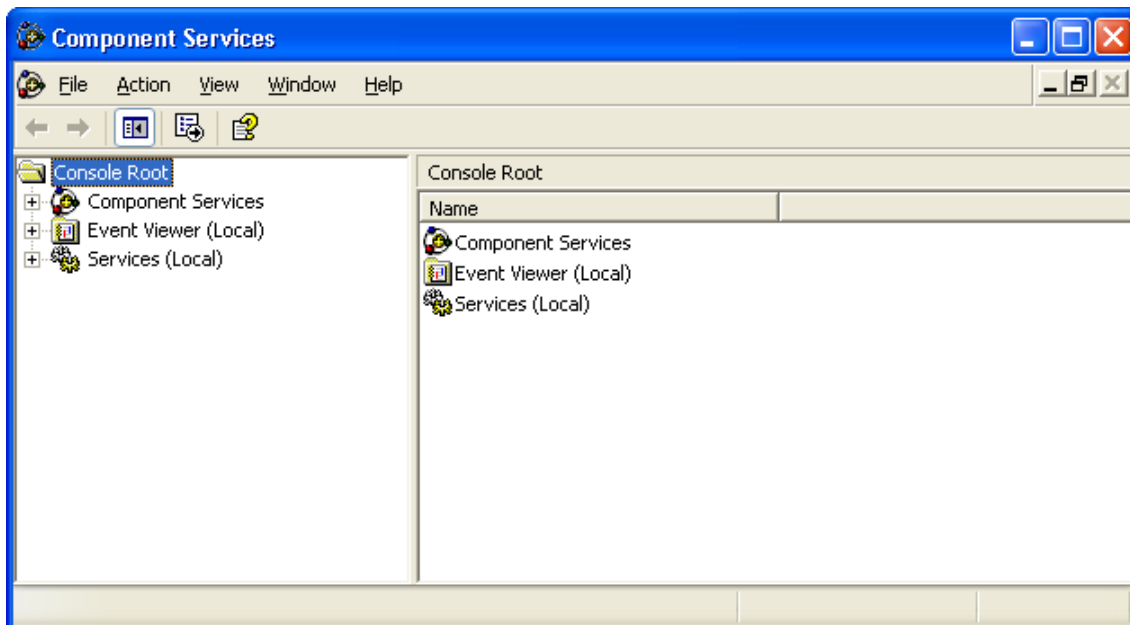 Component Services
File Action View Window Help
Console Root
Component Services
Event Viewer (Local)
Services (Local)
Console Root
Name
Component Services
Event Viewer (Local)
Services (Local)